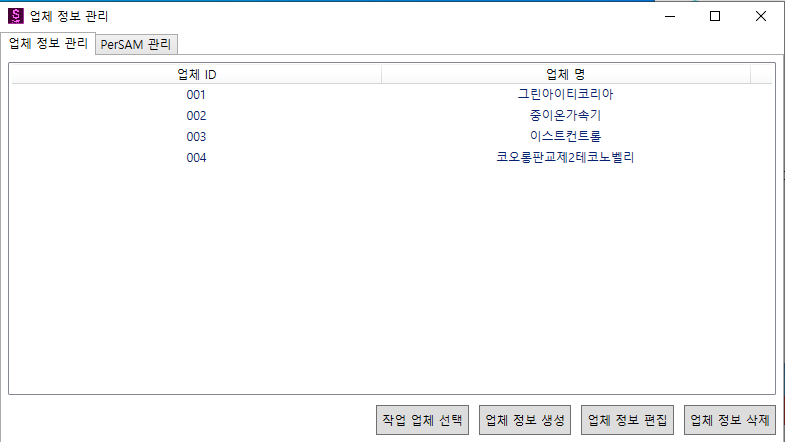 업체 정보 관리
업체 정보 관리 PerSAM 관리
업체 ID 업체 명
001 그린아이티코리아
002 중이온가속기
003 이스트컨트롤
004 코오롱판교제2테코노벨리
작업 업체 선택 업체 정보 생성 업체 정보 편집 업체 정보 삭제